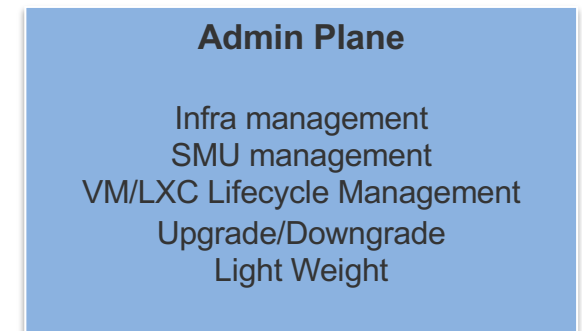 Admin Plane
Infra management
SMU management
VM/LXC Lifecycle Management
Upgrade/Downgrade
Light Weight